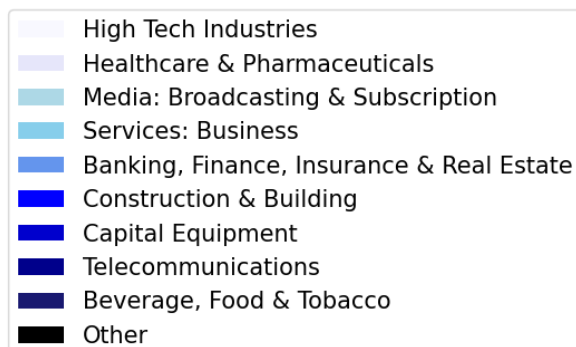 High Tech Industries
Healthcare & Pharmaceuticals
Media: Broadcasting & Subscription
Services: Business
Banking, Finance, Insurance & Real Estate
Construction & Building
Capital Equipment
Telecommunications
Beverage, Food & Tobacco
Other